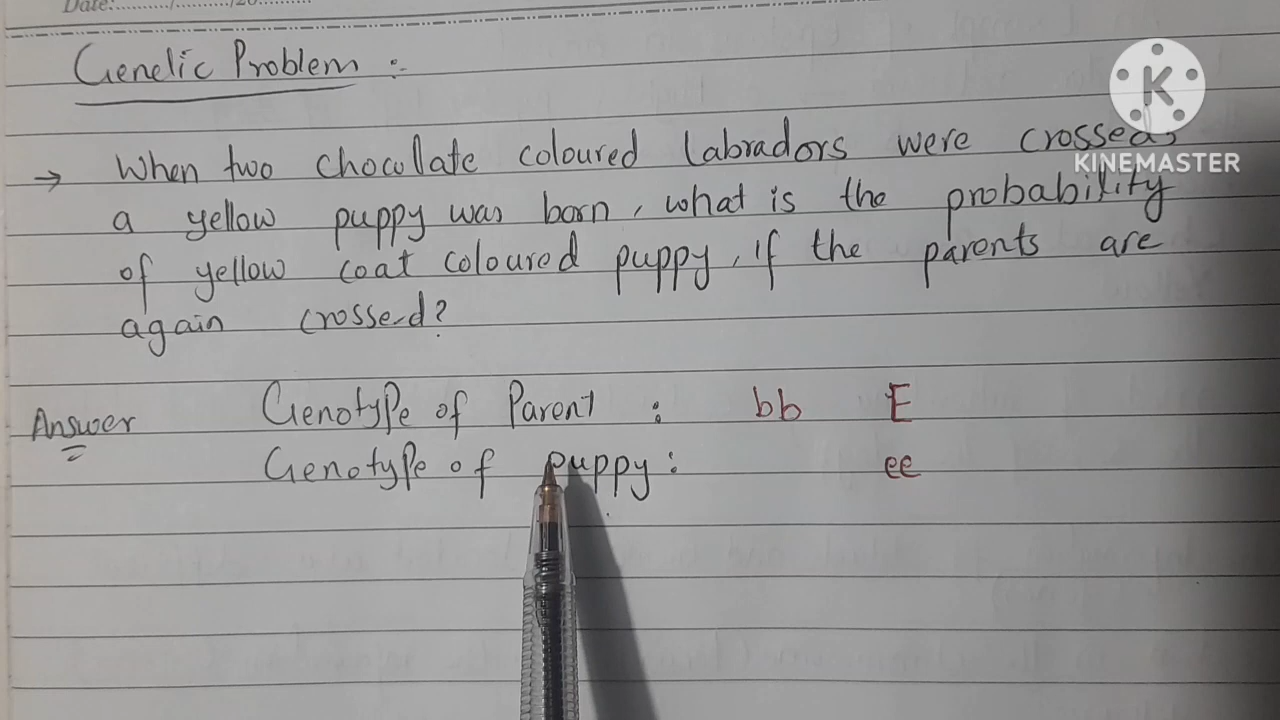 Date:............/............/20............
Genetic Problem :-
K
KINEMASTER
→ When two chocolate coloured Labradors were crossed,
a yellow puppy was born, what is the probability
of yellow coat coloured puppy, if the parents are
again crossed?
Answer Genotype of Parent : bb E
Genotype of puppy: ee